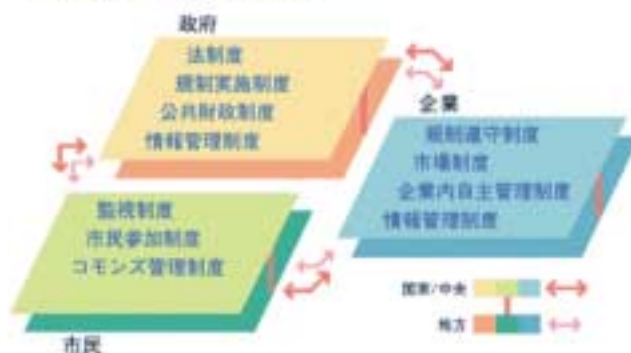 政府
法制度
規制実施制度
公共財政制度
情報管理制度
企業
規制遵守制度
市場制度
企業内自主管理制度
情報管理制度
監視制度
市民参加制度
コモンズ管理制度
市民
国家/中央
地方